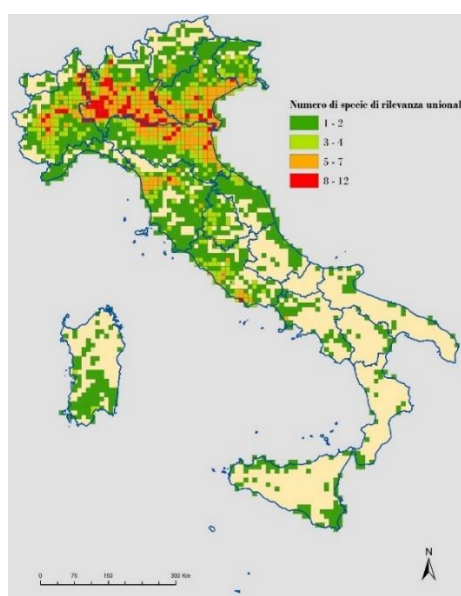 Numero di specie di rilevanza unional
1 - 2
3 - 4
5 - 7
8 - 12
N
0 75 150 300 Km